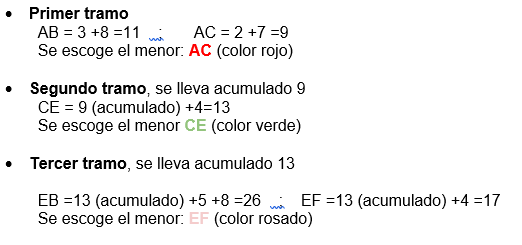 • Primer tramo
AB = 3 +8 =11 ; AC = 2 +7 =9
Se escoge el menor: AC (color rojo)
• Segundo tramo, se lleva acumulado 9
CE = 9 (acumulado) +4=13
Se escoge el menor CE (color verde)
• Tercer tramo, se lleva acumulado 13
EB =13 (acumulado) +5 +8 =26 ; EF =13 (acumulado) +4 =17
Se escoge el menor: EF (color rosado)